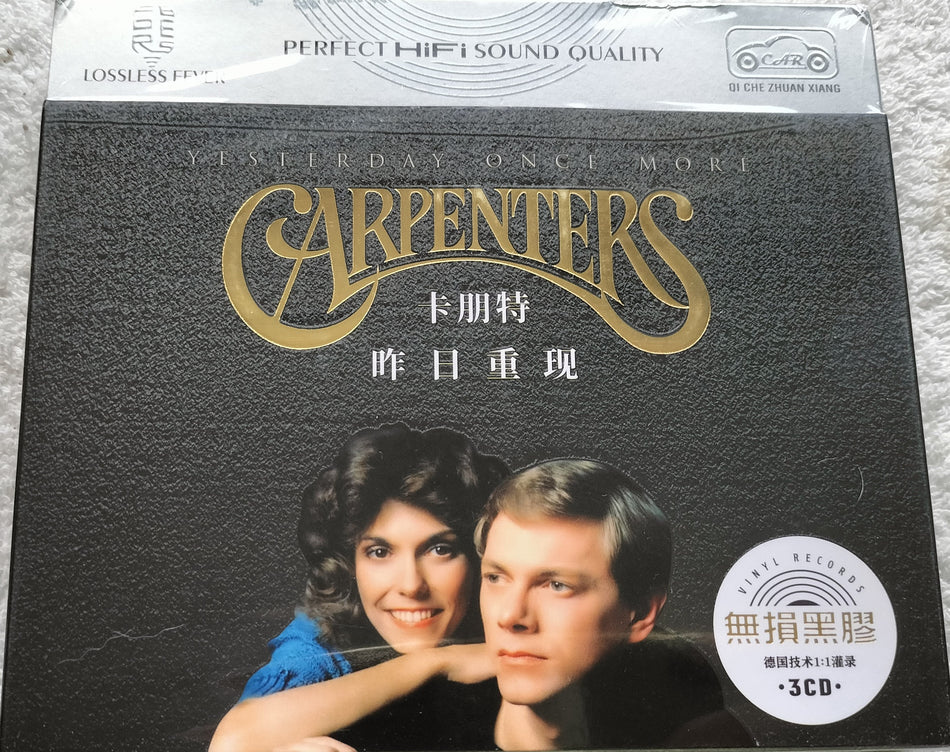 LOSSLESS FEVER
PERFECT HiFi SOUND QUALITY
CAR
QI CHE ZHUAN XIANG
YESTERDAY ONCE MORE
CARPENTERS
卡朋特
昨日重现
VINYL RECORDS
無損黑膠
德国技术1:1灌录
·3CD·